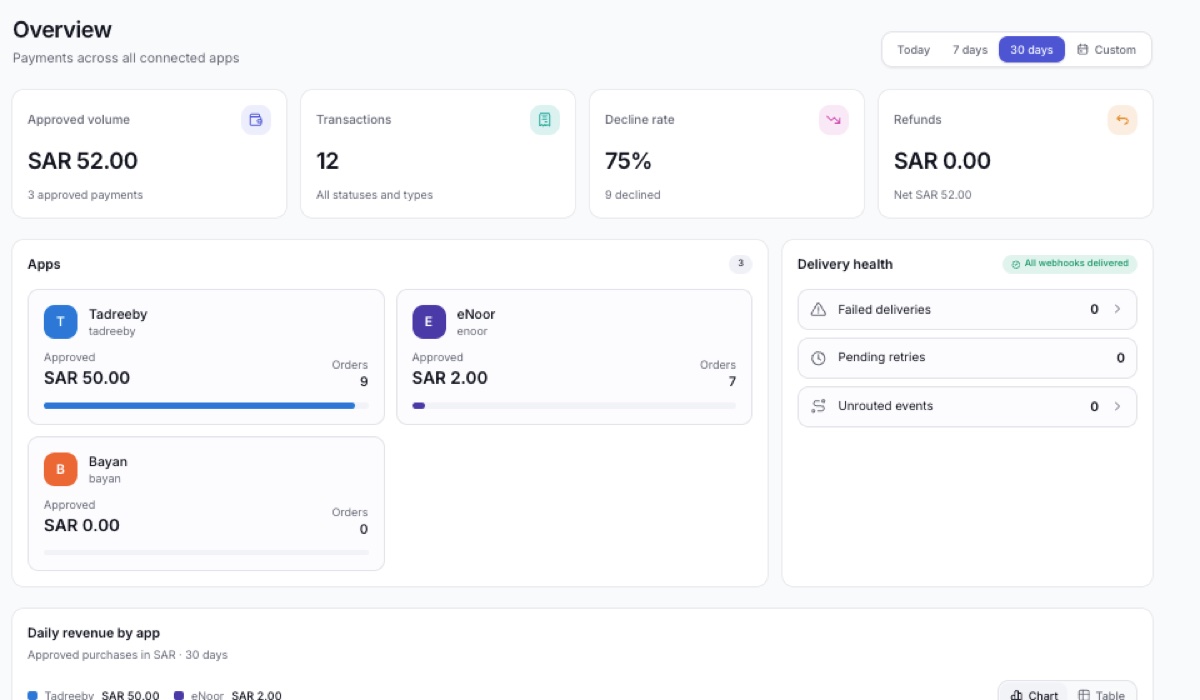 Overview
Payments across all connected apps
Today 7 days 30 days Custom
Approved volume
SAR 52.00
3 approved payments
Transactions
12
All statuses and types
Decline rate
75%
9 declined
Refunds
SAR 0.00
Net SAR 52.00
Apps 3
T
Tadreeby
tadreeby
Approved
SAR 50.00
Orders
9
E
eNoor
enoor
Approved
SAR 2.00
Orders
7
B
Bayan
bayan
Approved
SAR 0.00
Orders
0
Delivery health All webhooks delivered
Failed deliveries 0
Pending retries 0
Unrouted events 0
Daily revenue by app
Approved purchases in SAR · 30 days
Tadreeby SAR 50.00 eNoor SAR 2.00
Chart Table